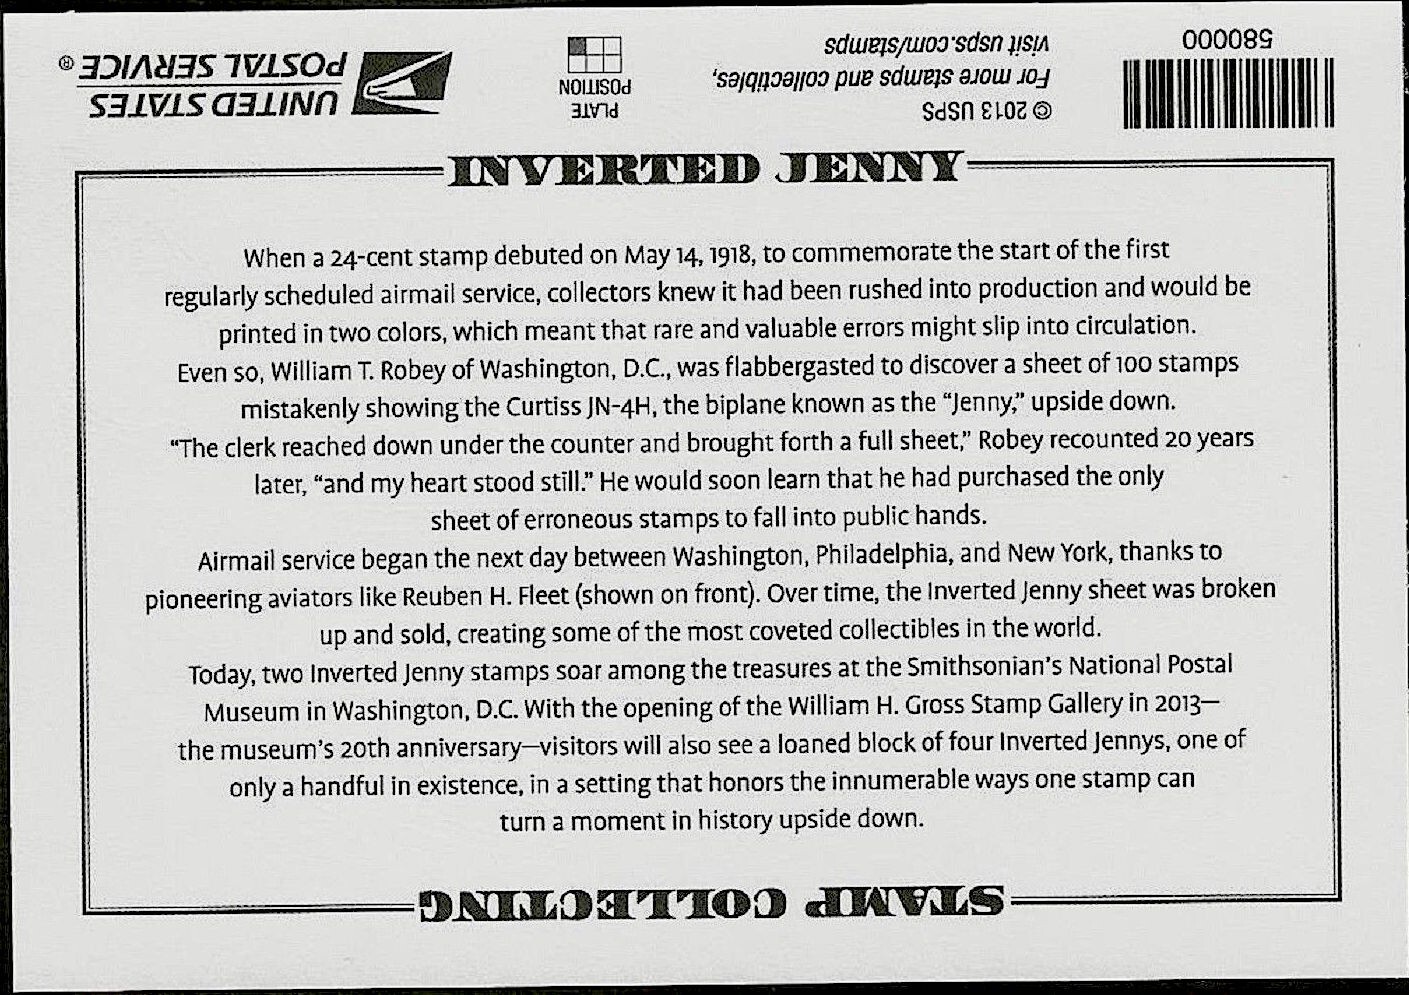 UNITED STATES
POSTAL SERVICE ®
PLATE
POSITION
© 2013 USPS
For more stamps and collectibles,
visit usps.com/stamps
580000
INVERTED JENNY
When a 24-cent stamp debuted on May 14, 1918, to commemorate the start of the first
regularly scheduled airmail service, collectors knew it had been rushed into production and would be
printed in two colors, which meant that rare and valuable errors might slip into circulation.
Even so, William T. Robey of Washington, D.C., was flabbergasted to discover a sheet of 100 stamps
mistakenly showing the Curtiss JN-4H, the biplane known as the “Jenny,” upside down.
“The clerk reached down under the counter and brought forth a full sheet,” Robey recounted 20 years
later, “and my heart stood still.” He would soon learn that he had purchased the only
sheet of erroneous stamps to fall into public hands.
Airmail service began the next day between Washington, Philadelphia, and New York, thanks to
pioneering aviators like Reuben H. Fleet (shown on front). Over time, the Inverted Jenny sheet was broken
up and sold, creating some of the most coveted collectibles in the world.
Today, two Inverted Jenny stamps soar among the treasures at the Smithsonian’s National Postal
Museum in Washington, D.C. With the opening of the William H. Gross Stamp Gallery in 2013—
the museum’s 20th anniversary—visitors will also see a loaned block of four Inverted Jennys, one of
only a handful in existence, in a setting that honors the innumerable ways one stamp can
turn a moment in history upside down.
STAMP COLLECTING